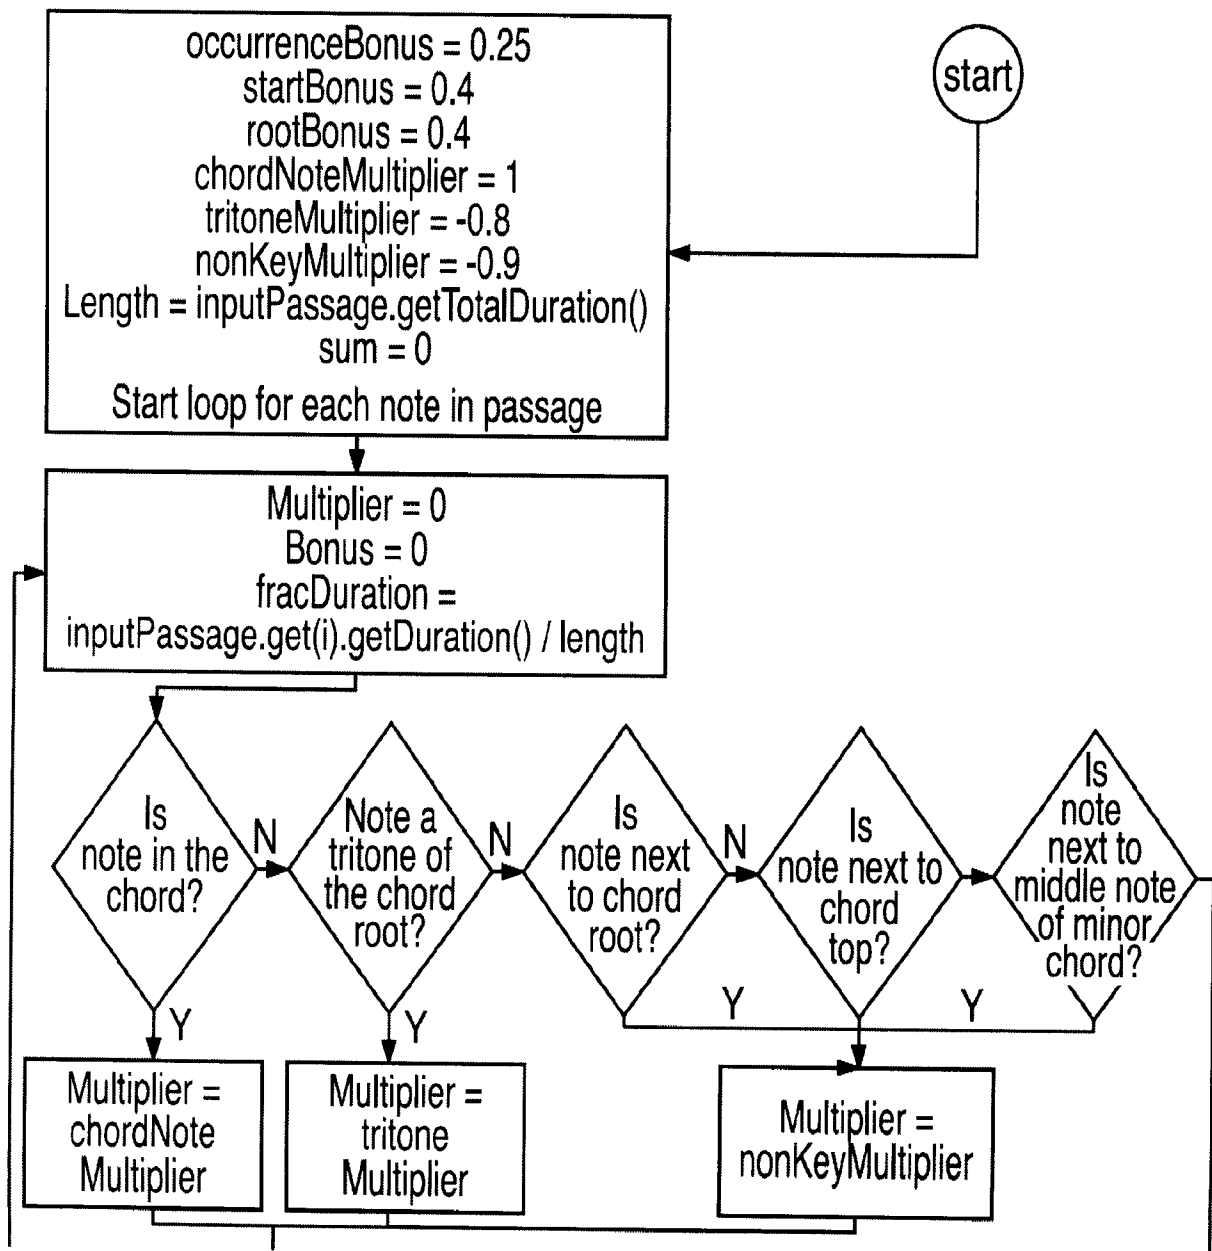 occurrenceBonus = 0.25
startBonus = 0.4
rootBonus = 0.4
chordNoteMultiplier = 1
tritoneMultiplier = -0.8
nonKeyMultiplier = -0.9
Length = inputPassage.getTotalDuration()
sum = 0
Start loop for each note in passage
start
Multiplier = 0
Bonus = 0
fracDuration =
inputPassage.get(i).getDuration() / length
Is
note in the
chord?
N
Y
Note a
tritone of
the chord
root?
N
Y
Is
note next
to chord
root?
N
Y
Is
note next to
chord
top?
Y
Is
note
next to
middle note
of minor
chord?
Multiplier =
chordNote
Multiplier
Multiplier =
tritone
Multiplier
Multiplier =
nonKeyMultiplier